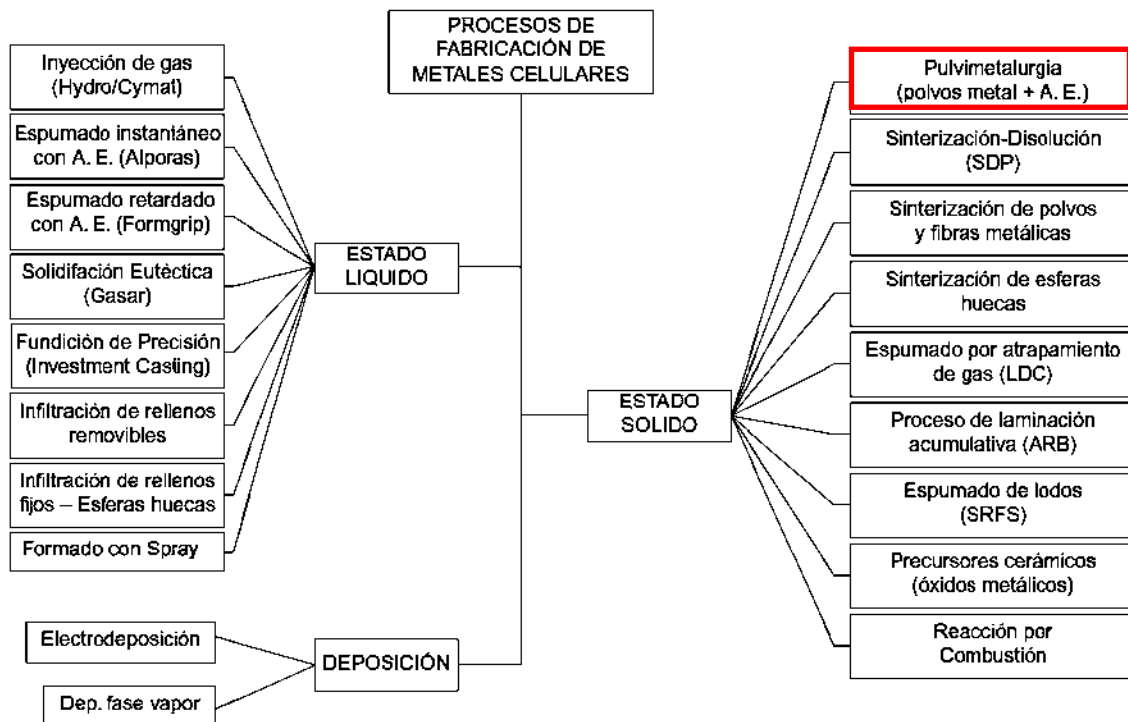 PROCESOS DE
FABRICACIÓN DE
METALES CELULARES
Inyección de gas
(Hydro/Cymat)
Espumado instantáneo
con A. E. (Alporas)
Espumado retardado
con A. E. (Formgrip)
Solidifación Eutéctica
(Gasar)
Fundición de Precisión
(Investment Casting)
Infiltración de rellenos
removibles
Infiltración de rellenos
fijos – Esferas huecas
Formado con Spray
ESTADO
LIQUIDO
Electrodeposición
Dep. fase vapor
DEPOSICIÓN
ESTADO
SOLIDO
Pulvimetalurgia
(polvos metal + A. E.)
Sinterización-Disolución
(SDP)
Sinterización de polvos
y fibras metálicas
Sinterización de esferas
huecas
Espumado por atrapamiento
de gas (LDC)
Proceso de laminación
acumulativa (ARB)
Espumado de lodos
(SRFS)
Precursores cerámicos
(óxidos metálicos)
Reacción por
Combustión